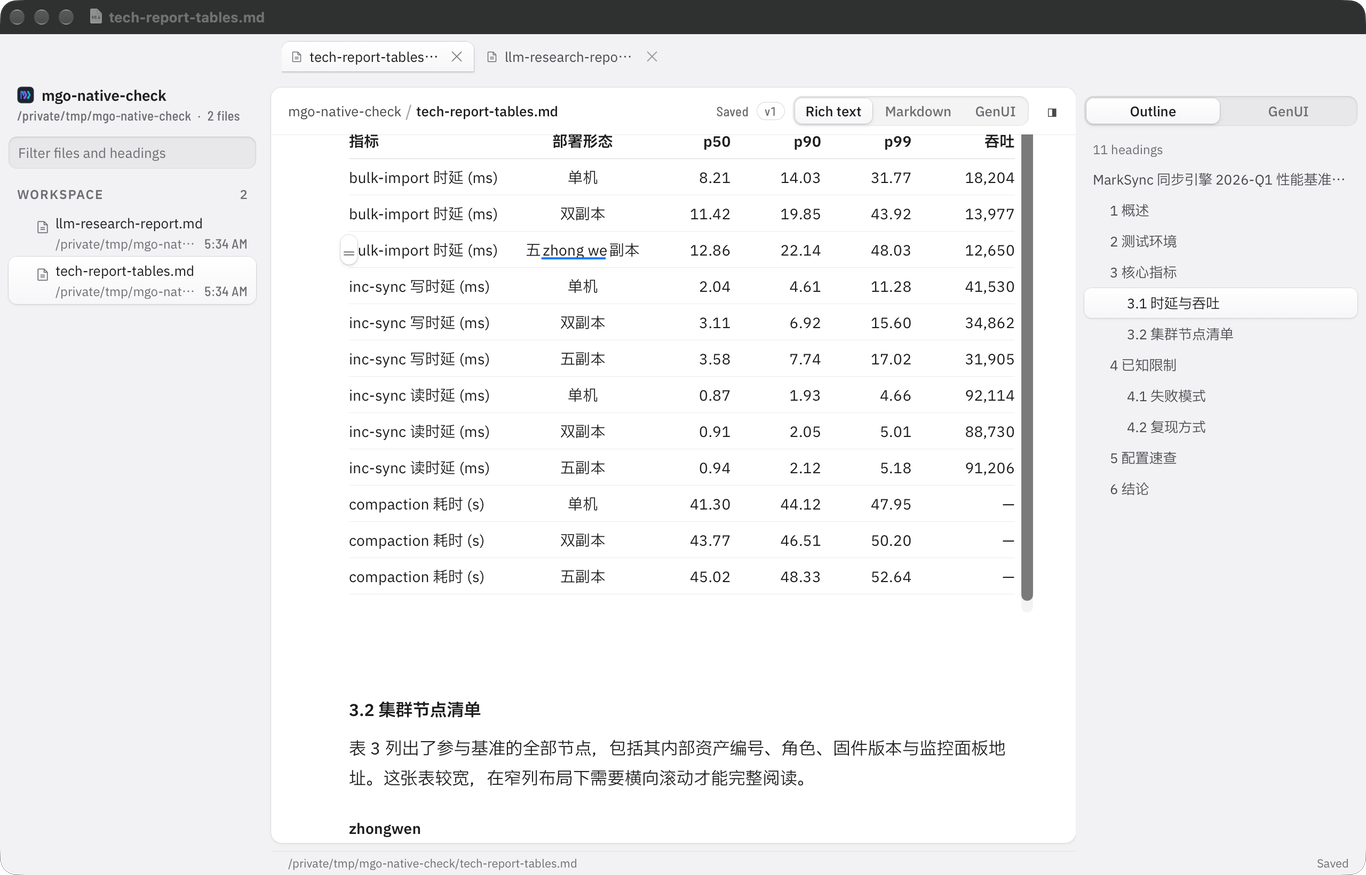 tech-report-tables.md
tech-report-tables···
llm-research-repo···
mgo-native-check
/private/tmp/mgo-native-check · 2 files
Filter files and headings
WORKSPACE 2
llm-research-report.md
/private/tmp/mgo-nat··· 5:34 AM
tech-report-tables.md
/private/tmp/mgo-nat··· 5:34 AM
mgo-native-check / tech-report-tables.md Saved v1 Rich text Markdown GenUI
指标 部署形态 p50 p90 p99 吞吐
bulk-import 时延 (ms) 单机 8.21 14.03 31.77 18,204
bulk-import 时延 (ms) 双副本 11.42 19.85 43.92 13,977
ulk-import 时延 (ms) 五zhong we副本 12.86 22.14 48.03 12,650
inc-sync 写时延 (ms) 单机 2.04 4.61 11.28 41,530
inc-sync 写时延 (ms) 双副本 3.11 6.92 15.60 34,862
inc-sync 写时延 (ms) 五副本 3.58 7.74 17.02 31,905
inc-sync 读时延 (ms) 单机 0.87 1.93 4.66 92,114
inc-sync 读时延 (ms) 双副本 0.91 2.05 5.01 88,730
inc-sync 读时延 (ms) 五副本 0.94 2.12 5.18 91,206
compaction 耗时 (s) 单机 41.30 44.12 47.95 —
compaction 耗时 (s) 双副本 43.77 46.51 50.20 —
compaction 耗时 (s) 五副本 45.02 48.33 52.64 —
3.2 集群节点清单
表 3 列出了参与基准的全部节点，包括其内部资产编号、角色、固件版本与监控面板地
址。这张表较宽，在窄列布局下需要横向滚动才能完整阅读。
zhongwen
/private/tmp/mgo-native-check/tech-report-tables.md Saved
Outline GenUI
11 headings
MarkSync 同步引擎 2026-Q1 性能基准···
1 概述
2 测试环境
3 核心指标
3.1 时延与吞吐
3.2 集群节点清单
4 已知限制
4.1 失败模式
4.2 复现方式
5 配置速查
6 结论